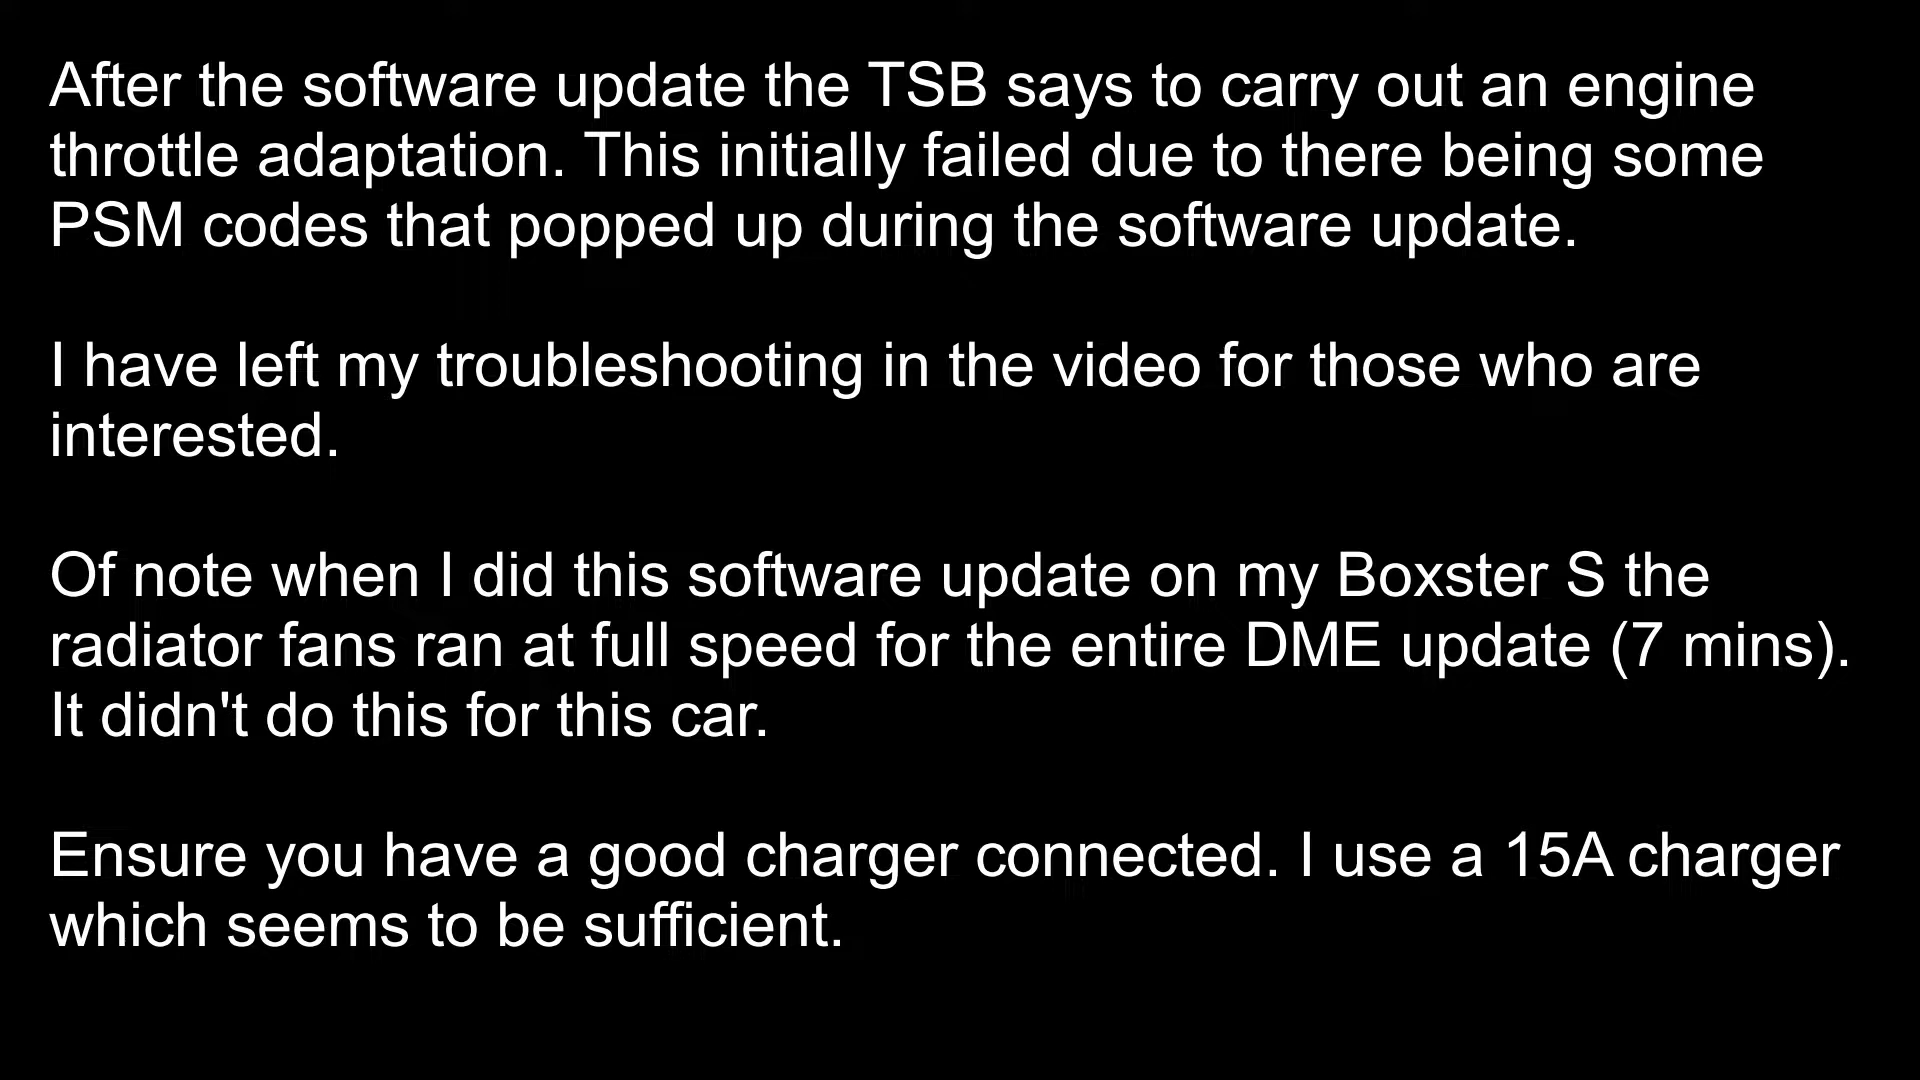 After the software update the TSB says to carry out an engine
throttle adaptation. This initially failed due to there being some
PSM codes that popped up during the software update.
I have left my troubleshooting in the video for those who are
interested.
Of note when I did this software update on my Boxster S the
radiator fans ran at full speed for the entire DME update (7 mins).
It didn't do this for this car.
Ensure you have a good charger connected. I use a 15A charger
which seems to be sufficient.